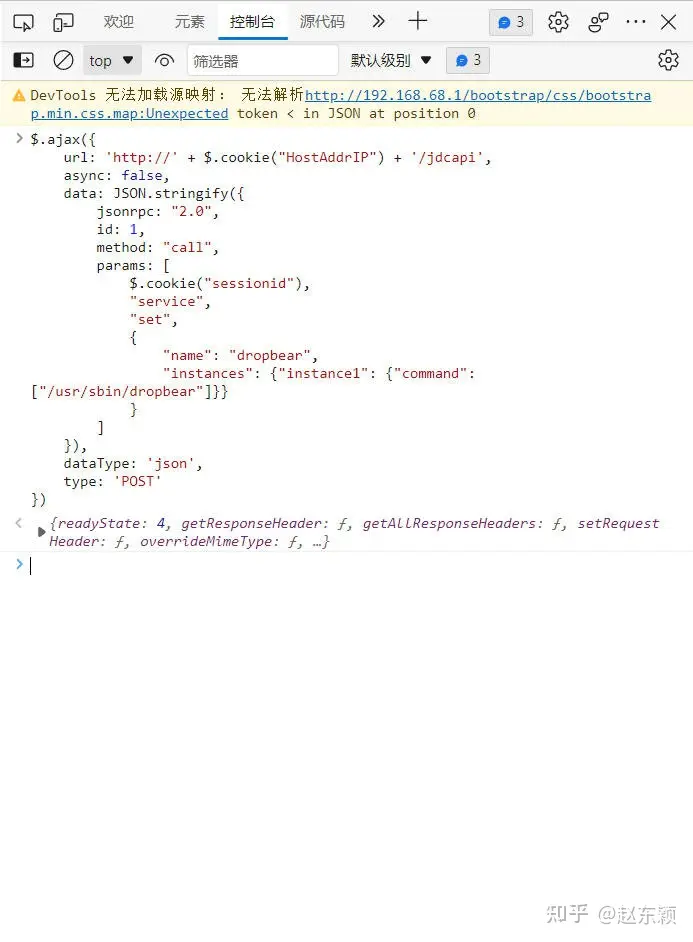 欢迎 元素 控制台 源代码 3
top 筛选器 默认级别 3
DevTools 无法加载源映射： 无法解析http://192.168.68.1/bootstrap/css/bootstra
p.min.css.map:Unexpected token < in JSON at position 0
$.ajax({
url: 'http://' + $.cookie("HostAddrIP") + '/jdcapi',
async: false,
data: JSON.stringify({
jsonrpc: "2.0",
id: 1,
method: "call",
params: [
$.cookie("sessionid"),
"service",
"set",
{
"name": "dropbear",
"instances": {"instance1": {"command":
["/usr/sbin/dropbear"]}}
}
]
}),
dataType: 'json',
type: 'POST'
})
{readyState: 4, getResponseHeader: ƒ, getAllResponseHeaders: ƒ, setRequest
Header: ƒ, overrideMimeType: ƒ, …}
知乎 @赵东颖